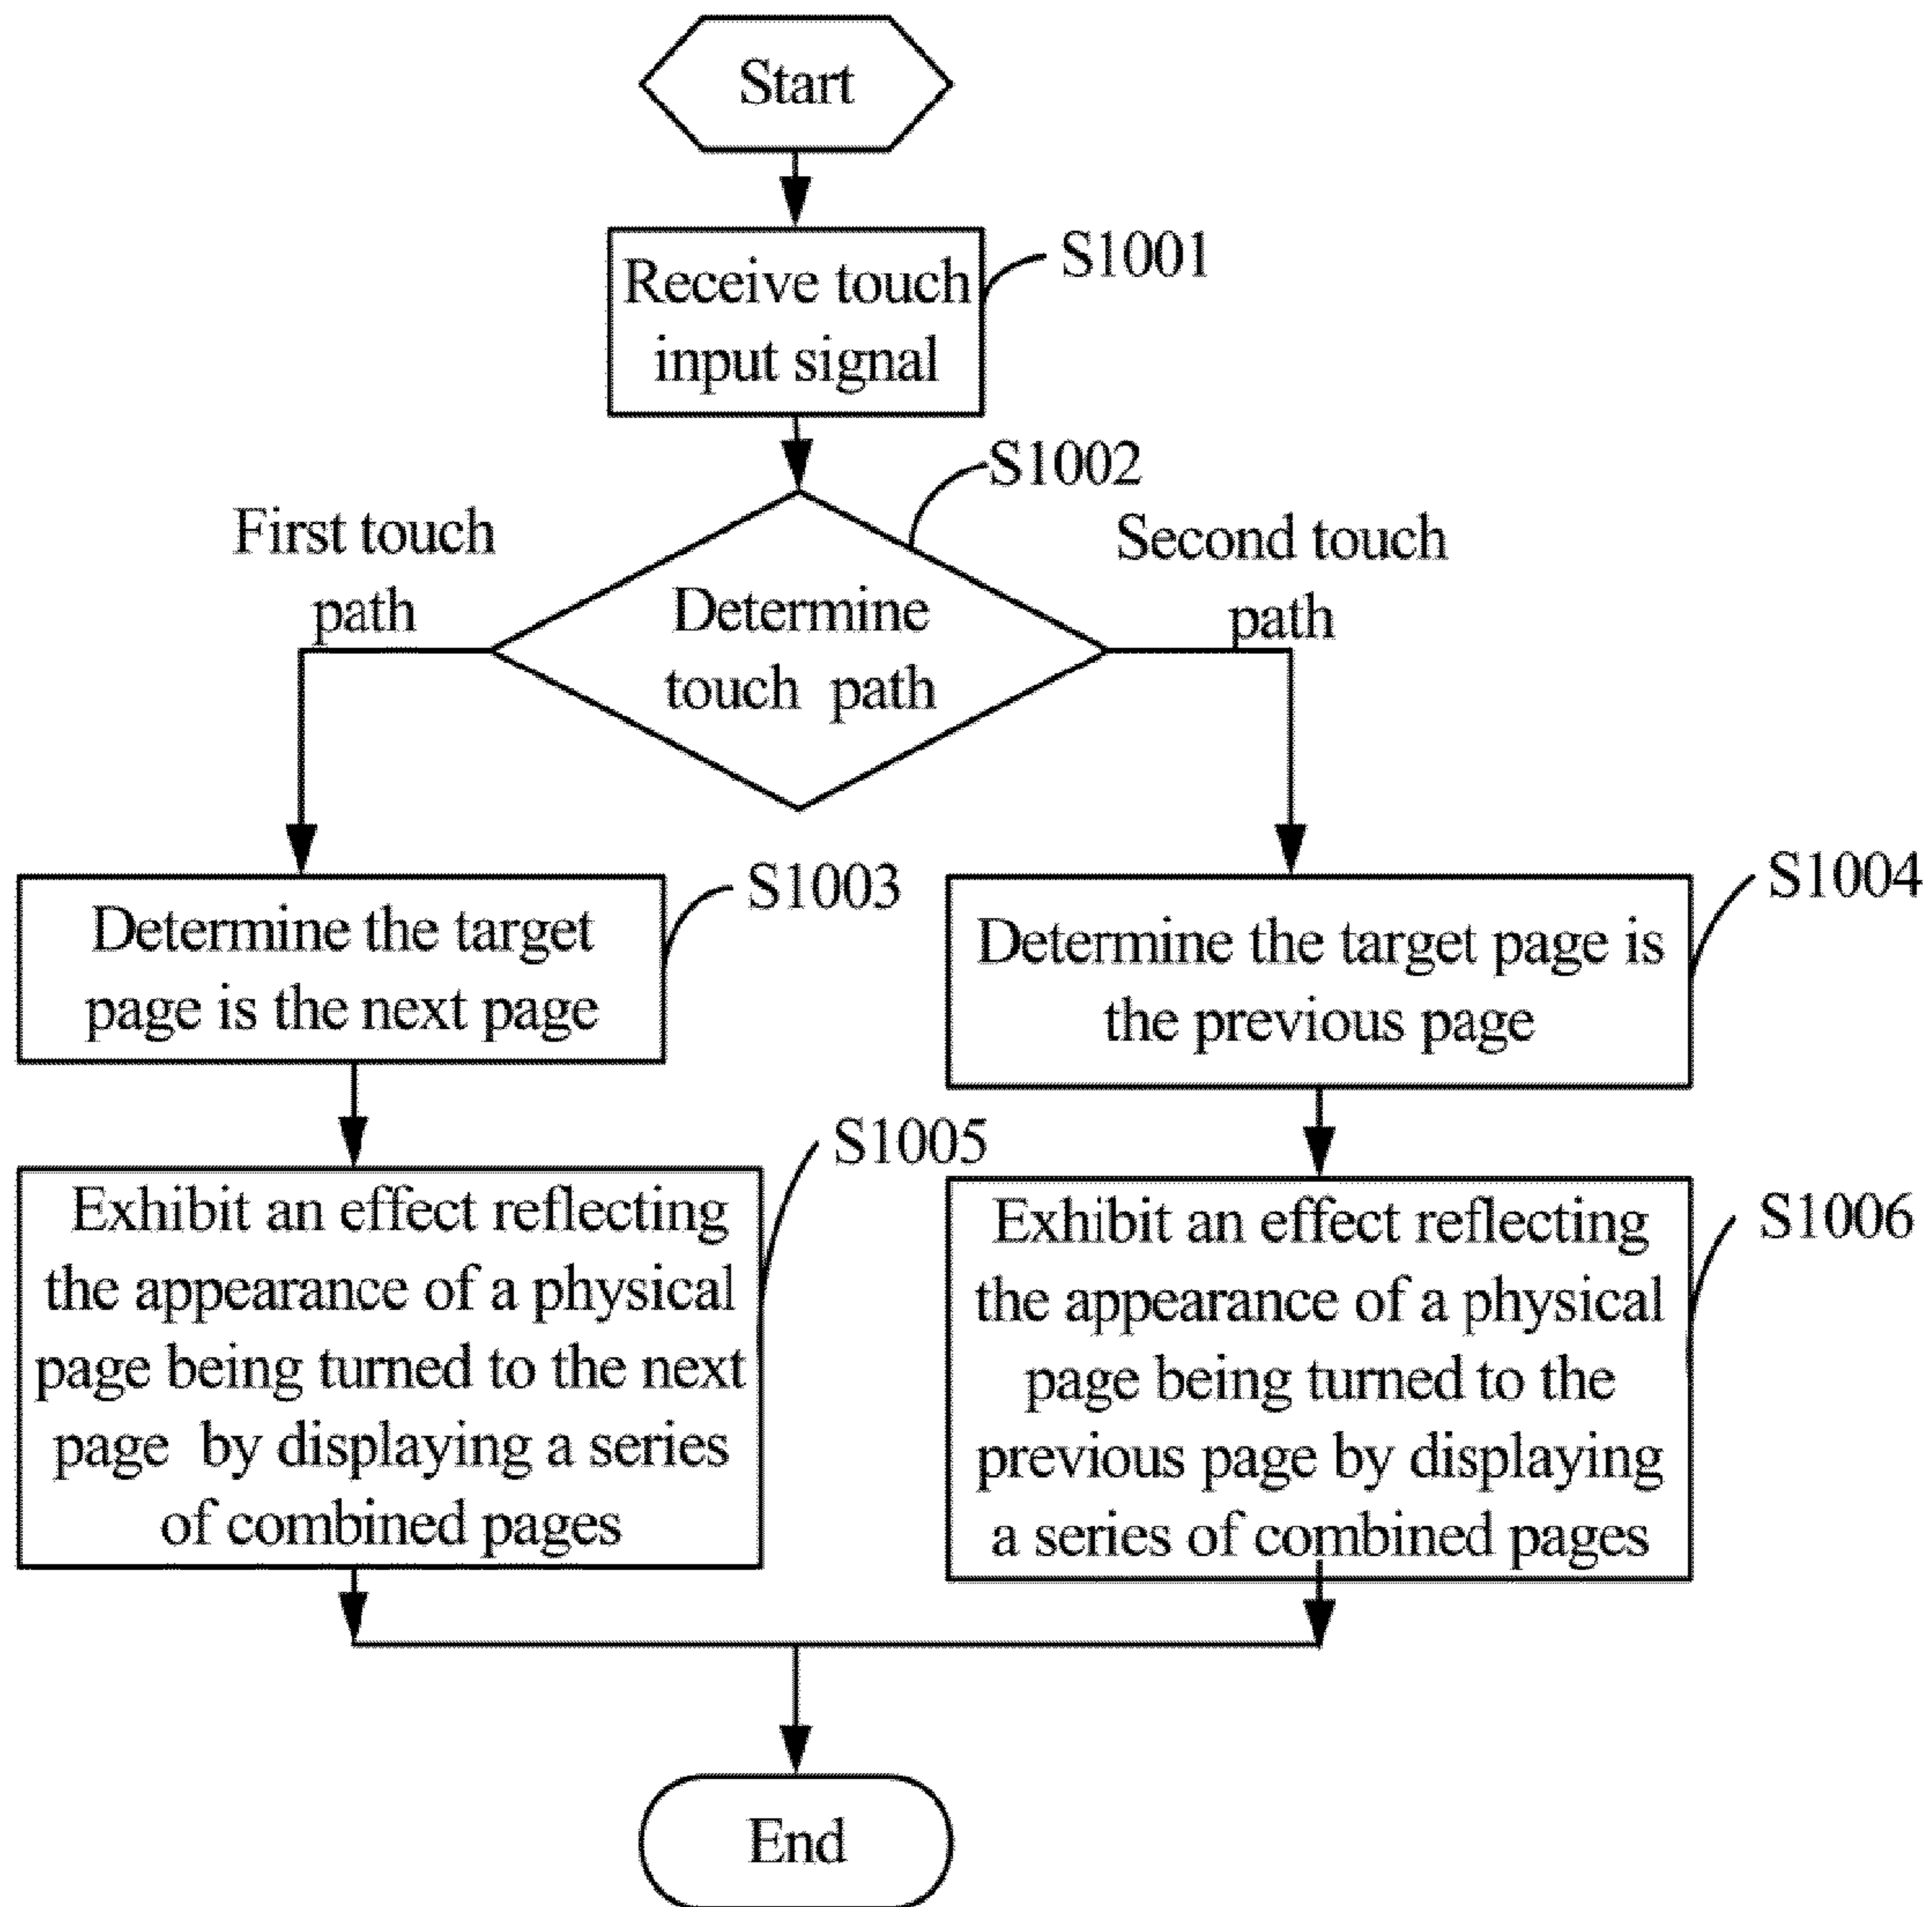 Start
Receive touch
input signal
S1001
S1002
First touch
path
Determine
touch path
Second touch
path
Determine the target
page is the next page
S1003
Determine the target page is
the previous page
S1004
Exhibit an effect reflecting
the appearance of a physical
page being turned to the next
page by displaying a series
of combined pages
S1005
Exhibit an effect reflecting
the appearance of a physical
page being turned to the
previous page by displaying
a series of combined pages
S1006
End